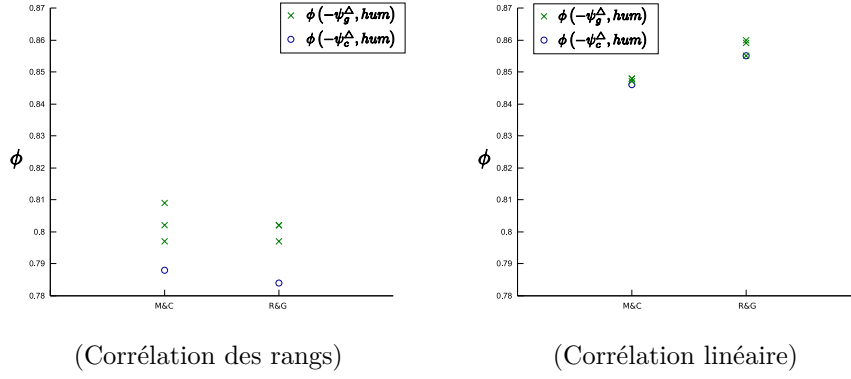 0.87
0.86
0.85
0.84
0.83
0.82
0.81
0.8
0.79
0.78
ϕ
M&C
R&G
ϕ(−ψ_g^Δ, hum)
ϕ(−ψ_c^Δ, hum)
(Corrélation des rangs)
0.87
0.86
0.85
0.84
0.83
0.82
0.81
0.8
0.79
0.78
ϕ
M&C
R&G
ϕ(−ψ_g^Δ, hum)
ϕ(−ψ_c^Δ, hum)
(Corrélation linéaire)